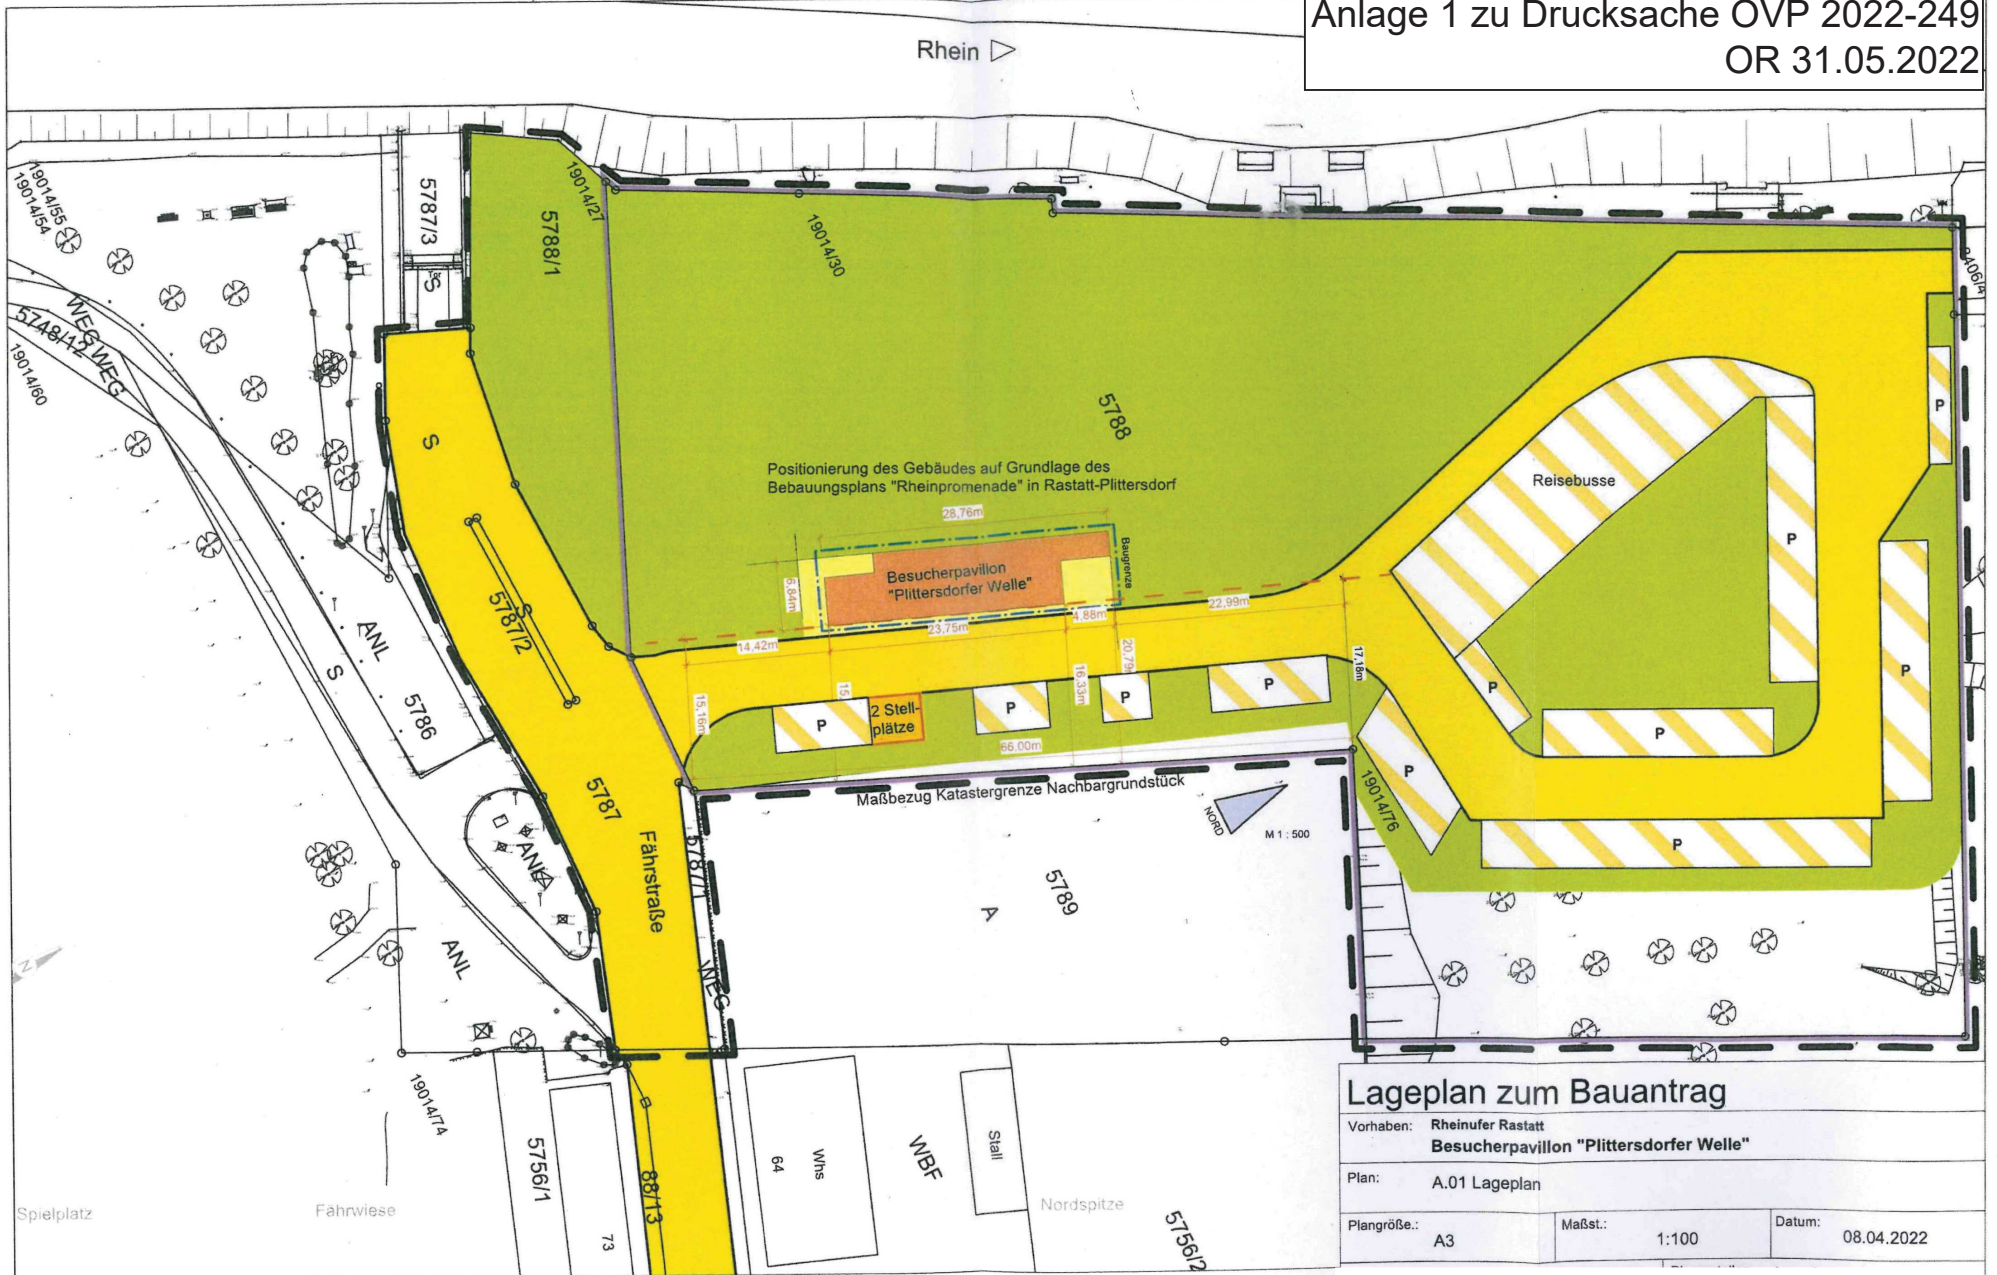 Anlage 1 zu Drucksache OVP 2022-249
OR 31.05.2022
Rhein
19014/55
19014/54
5787/3
Tor
S
5788/1
19014/27
19014/30
WEG
WEG
5748/12
19014/60
S
5788
Positionierung des Gebäudes auf Grundlage des
Bebauungsplans "Rheinpromenade" in Rastatt-Plittersdorf
28,76m
Baugrenze
Besucherpavillon
"Plittersdorfer Welle"
6,84m
23,75m
4,88m
22,99m
14,42m
15,16m
15,
16,33m
20,79m
17,18m
66,00m
Reisebusse
P
P
P
P
P
P
P
P
P
P
P
P
2 Stell-
plätze
S
5787/2
ANL
S
5786
5787
Fährstraße
5787/1
WEG
Maßbezug Katastergrenze Nachbargrundstück
NORD
M 1 : 500
19014/76
5789
A
ANL
ANL
N
19014/74
5756/1
73
88/13
64
Whs
WBF
Stall
5756/2
Spielplatz
Fährwiese
Nordspitze
Lageplan zum Bauantrag
Vorhaben: Rheinufer Rastatt
Besucherpavillon "Plittersdorfer Welle"
Plan: A.01 Lageplan
Plangröße.: A3
Maßst.: 1:100
Datum: 08.04.2022